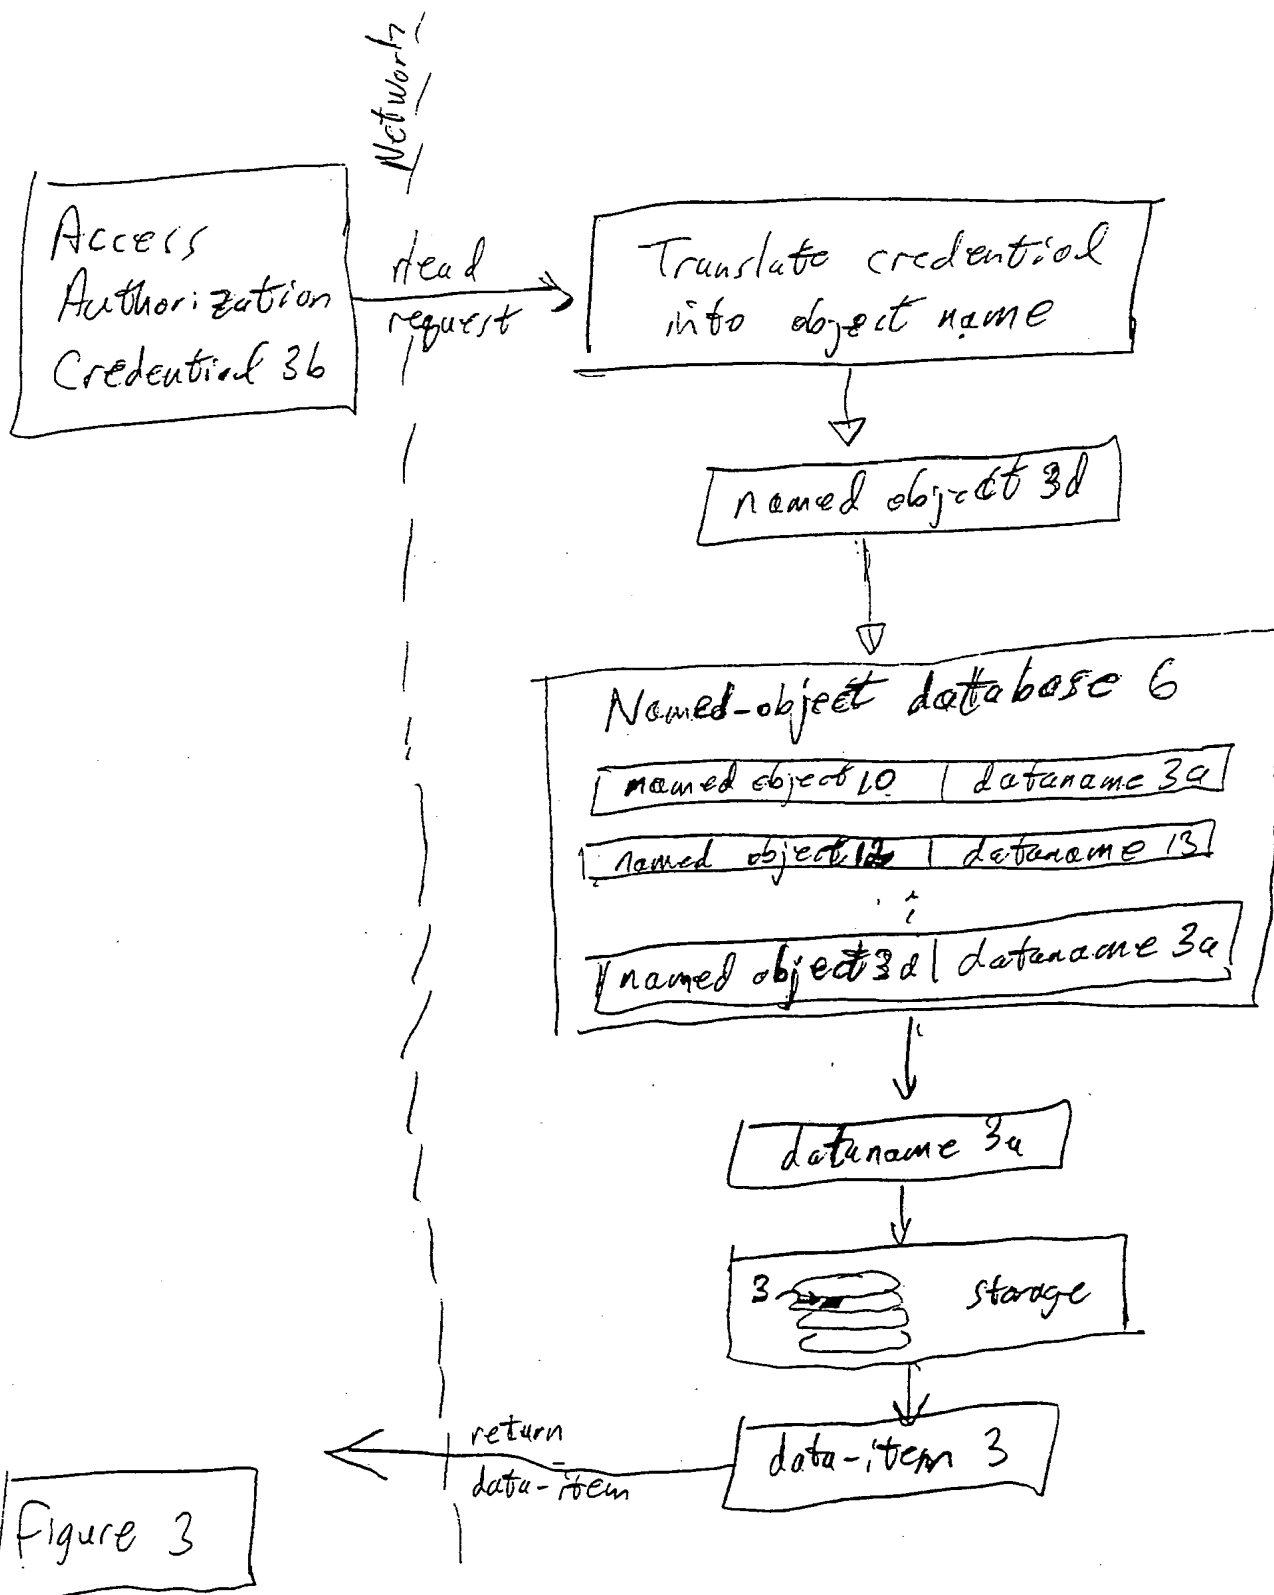 Network
Access
Authorization
Credential 3b
read
request
Translate credential
into object name
named object 3d
Named-object database 6
named object 10 dataname 3a
named object 12 dataname 13
named object 3d dataname 3a
dataname 3a
3 storage
data-item 3
return
data-item
Figure 3